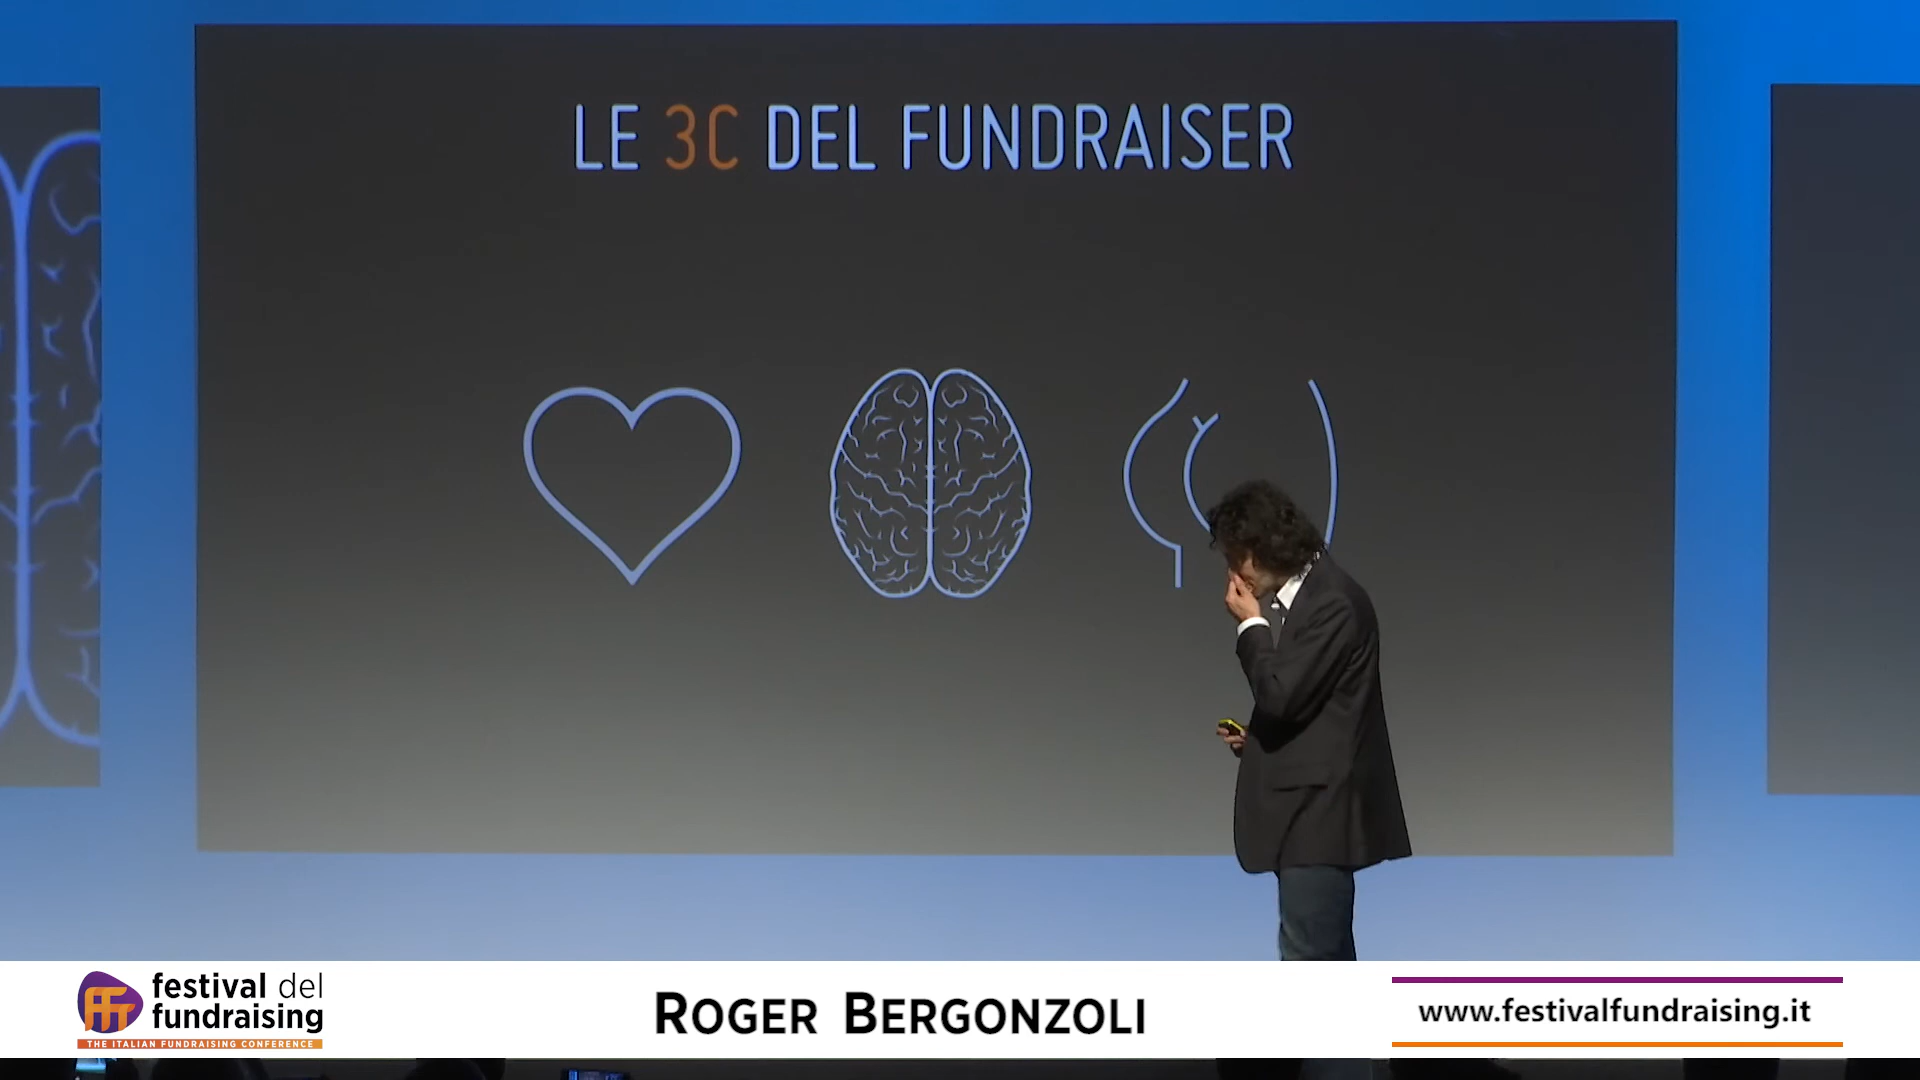 LE 3C DEL FUNDRAISER
festival del
fundraising
THE ITALIAN FUNDRAISING CONFERENCE
ROGER BERGONZOLI
www.festivalfundraising.it